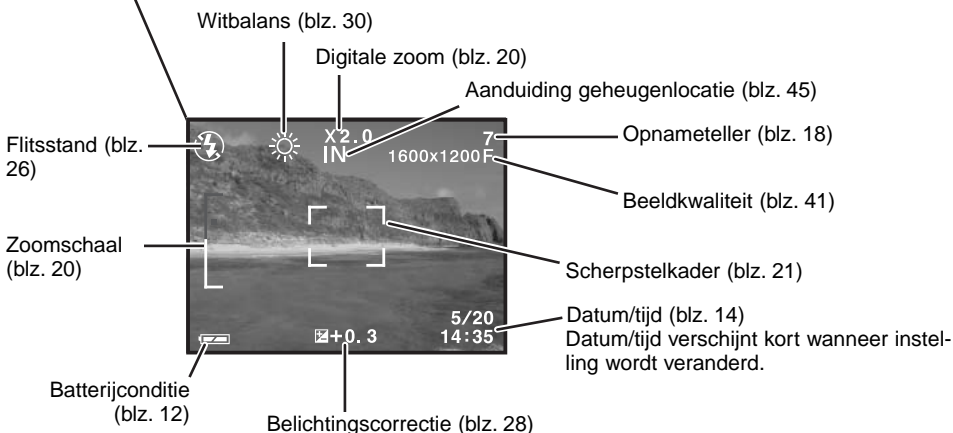 Witbalans (blz. 30)
Digitale zoom (blz. 20)
Aanduiding geheugenlocatie (blz. 45)
Flitsstand (blz.
26)
X2.0
IN
7
1600x1200F
Opnameteller (blz. 18)
Beeldkwaliteit (blz. 41)
Zoomschaal
(blz. 20)
Scherpstelkader (blz. 21)
5/20
14:35
+0.3
Datum/tijd (blz. 14)
Datum/tijd verschijnt kort wanneer instel-
ling wordt veranderd.
Batterijconditie
(blz. 12)
Belichtingscorrectie (blz. 28)